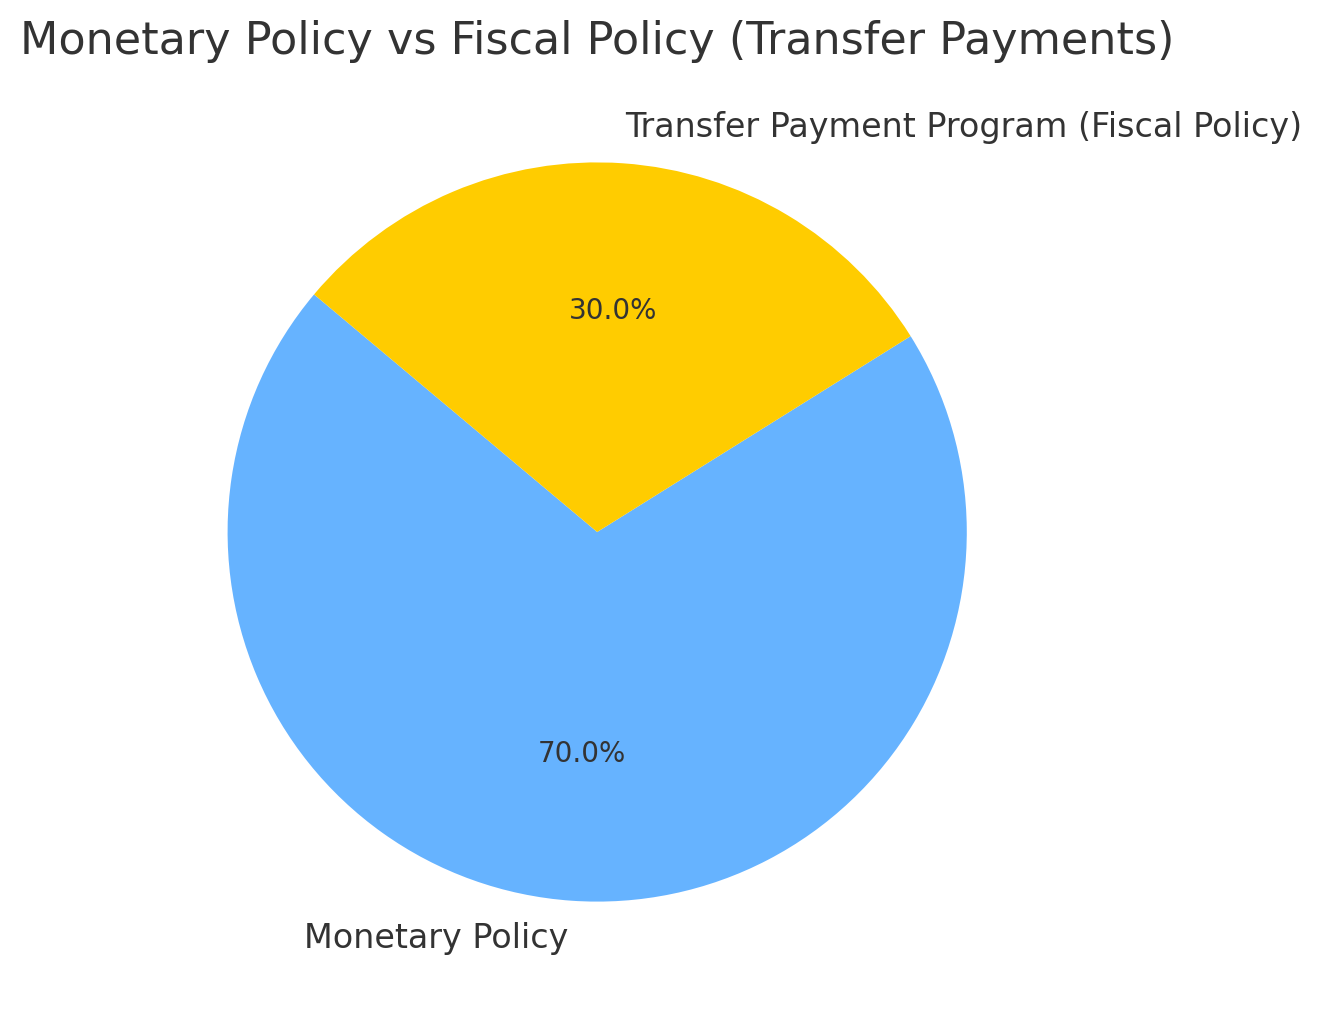 Monetary Policy vs Fiscal Policy (Transfer Payments)
Transfer Payment Program (Fiscal Policy)
30.0%
70.0%
Monetary Policy